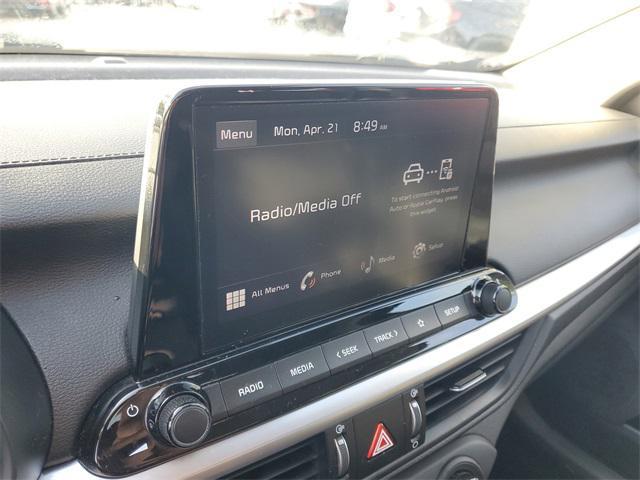 Menu
Mon, Apr. 21
8:49 AM
Radio/Media Off
To start connecting Android
Auto or Apple CarPlay, press
this widget.
All Menus
Phone
Media
Setup
RADIO
MEDIA
< SEEK
TRACK >
SETUP